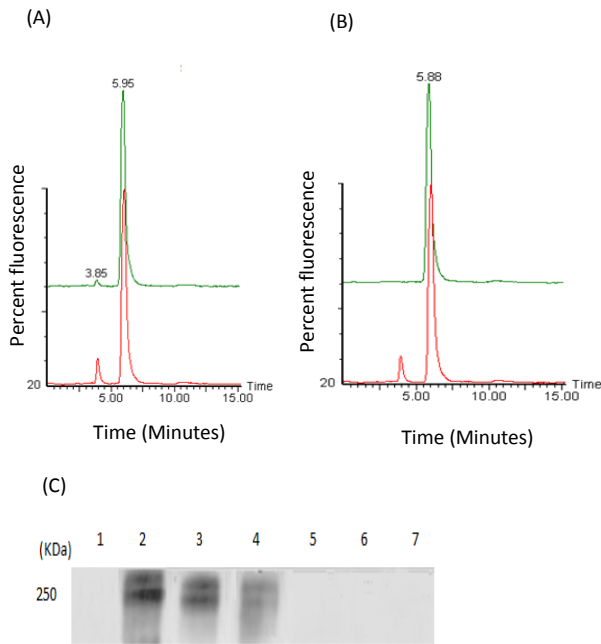 (A)
5.95
3.85
Percent fluorescence
20
5.00 10.00 15.00
Time
Time (Minutes)
(B)
5.88
Percent fluorescence
20
5.00 10.00 15.00
Time
Time (Minutes)
(C)
(KDa) 1 2 3 4 5 6 7
250